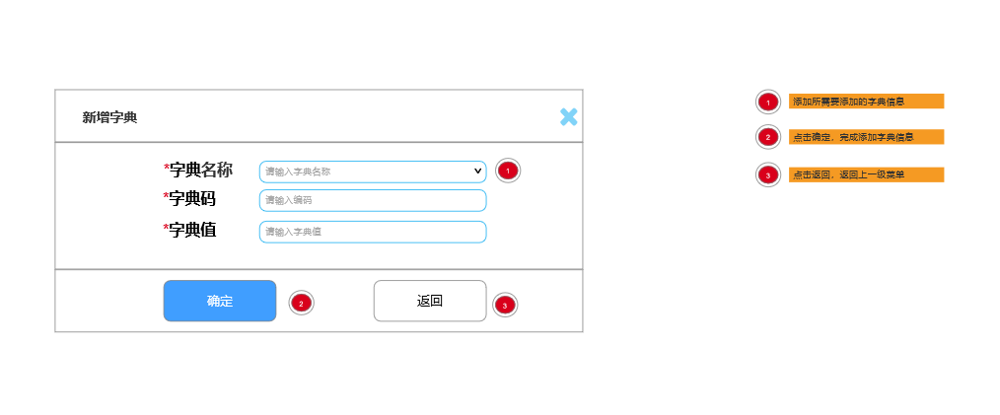 新增字典
*字典名称
请输入字典名称
1
*字典码
请输入编码
*字典值
请输入字典值
确定
2
返回
3
1
添加所需要添加的字典信息
2
点击确定，完成添加字典信息
3
点击返回，返回上一级菜单